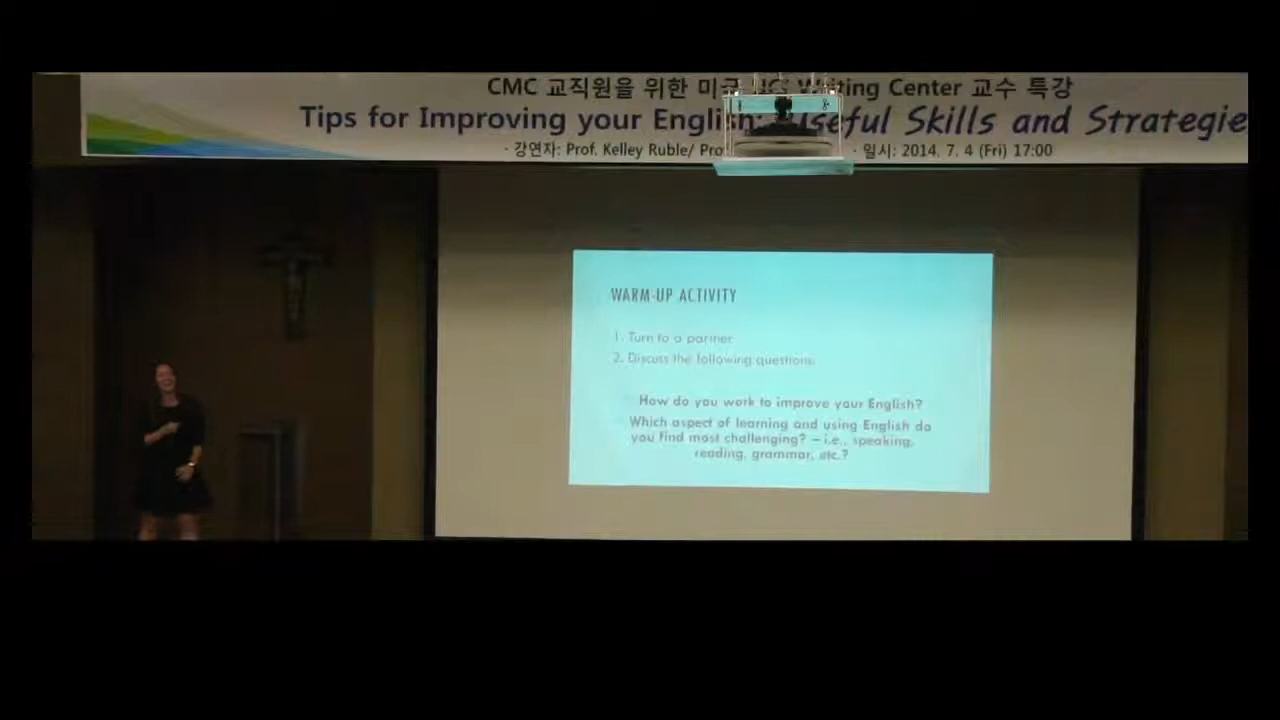 CMC 교직원을 위한 미국 UCI Writing Center 교수 특강
Tips for Improving your English: Useful Skills and Strategie
· 강연자: Prof. Kelley Ruble/ Pro · 일시: 2014. 7. 4 (Fri) 17:00
WARM-UP ACTIVITY
1. Turn to a partner
2. Discuss the following questions:
How do you work to improve your English?
Which aspect of learning and using English do
you find most challenging? – i.e., speaking,
reading, grammar, etc.?